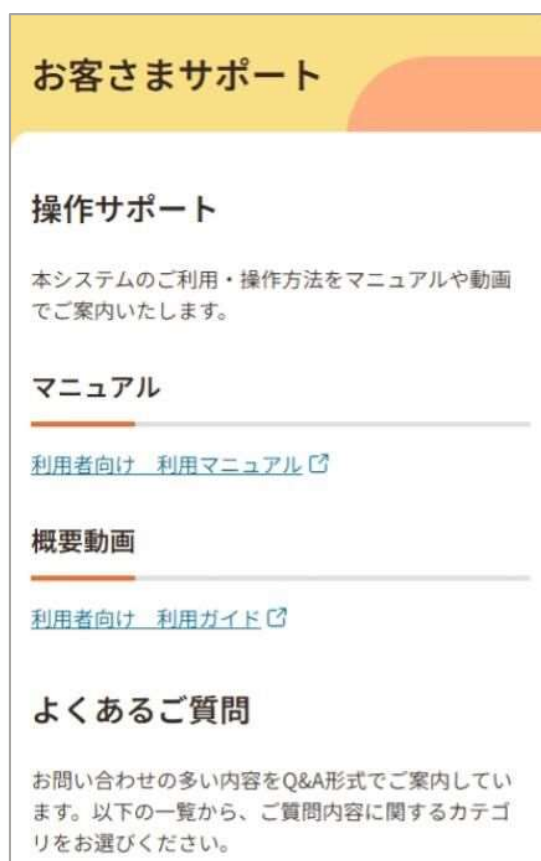 お客さまサポート
操作サポート
本システムのご利用・操作方法をマニュアルや動画
でご案内いたします。
マニュアル
利用者向け　利用マニュアル
概要動画
利用者向け　利用ガイド
よくあるご質問
お問い合わせの多い内容をQ&A形式でご案内してい
ます。以下の一覧から、ご質問内容に関するカテゴ
リをお選びください。